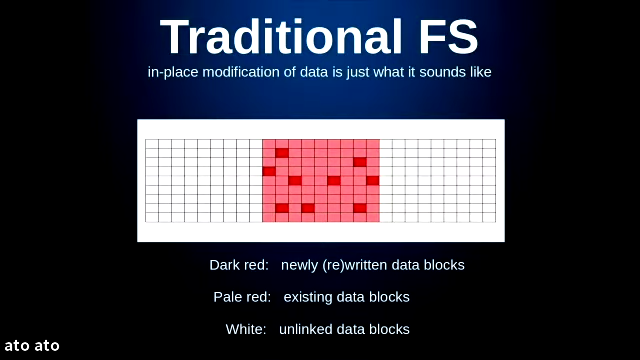 Traditional FS
in-place modification of data is just what it sounds like
Dark red: newly (re)written data blocks
Pale red: existing data blocks
White: unlinked data blocks
ato ato